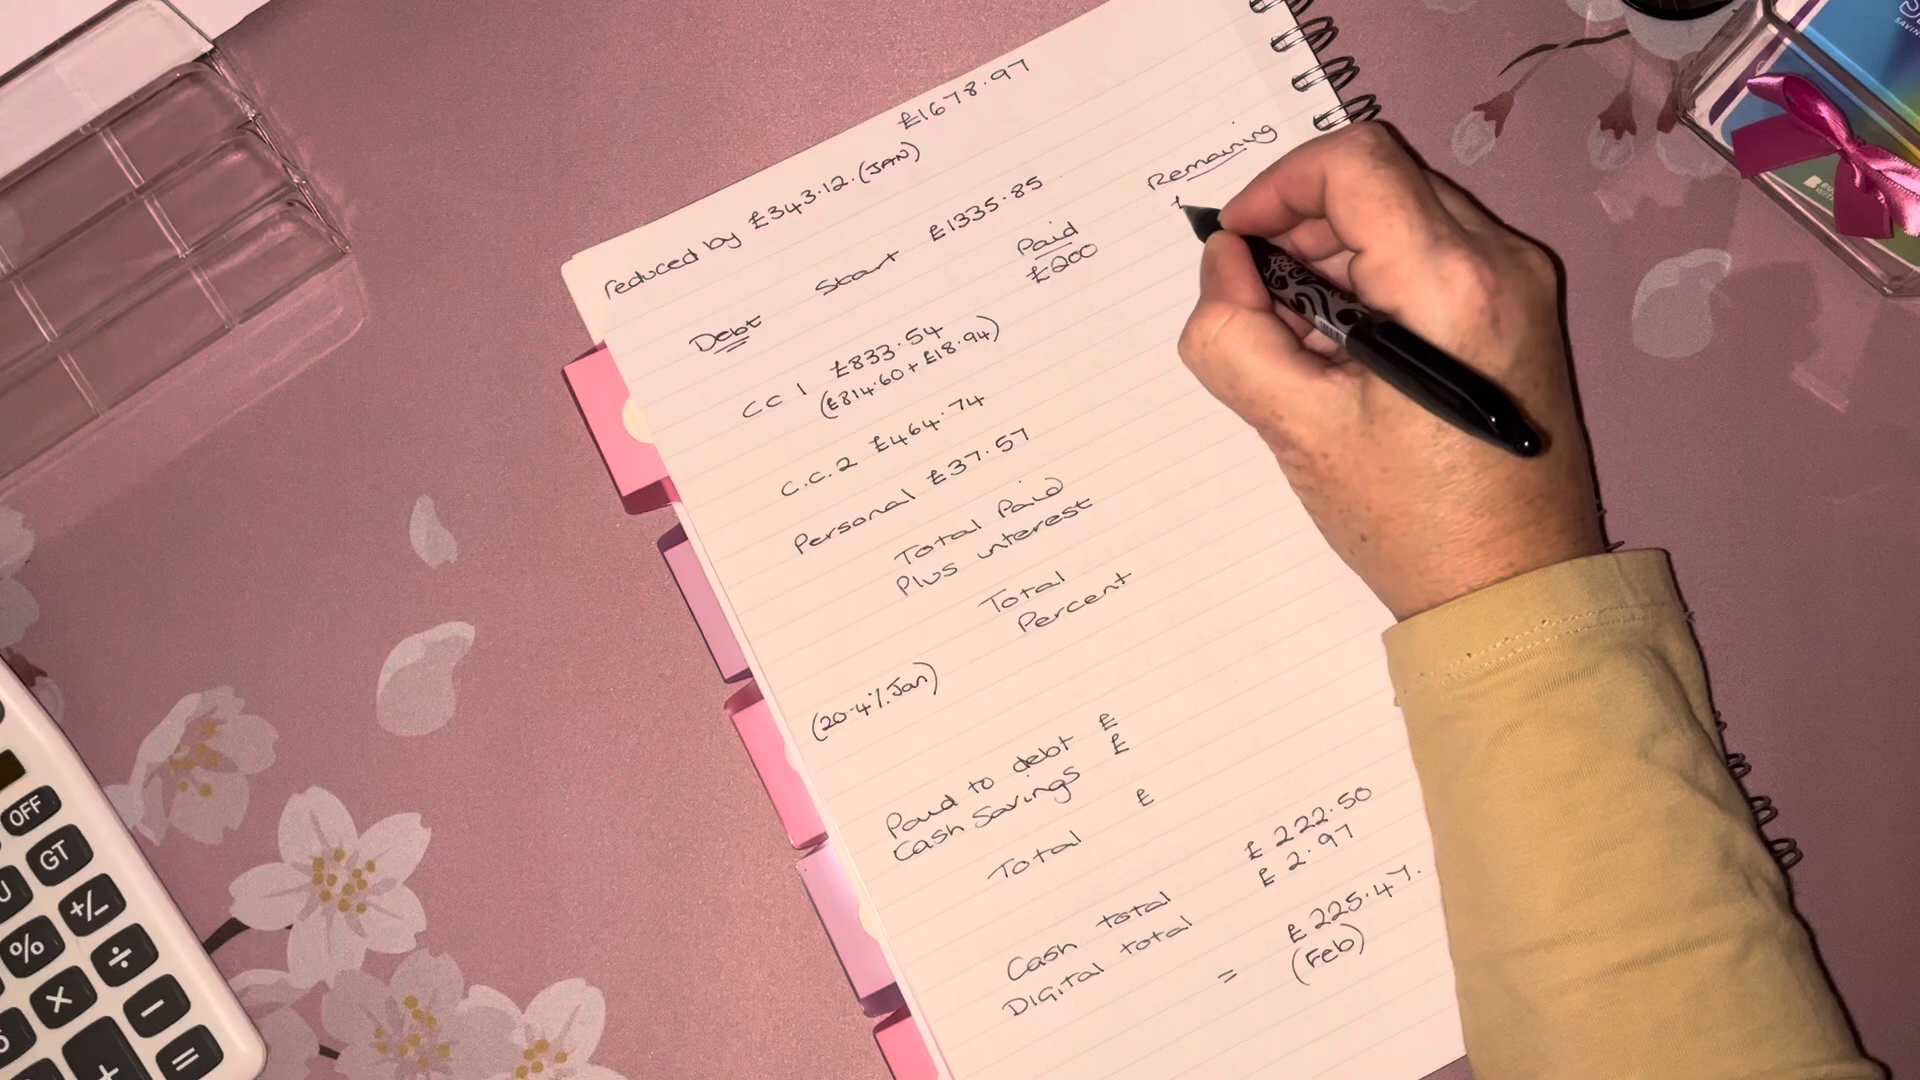 £1678.97
reduced by £343.12.(JAN)
Start £1335.85
Debt Paid Remaining
£200
CC 1 £833.54
(£814.60 + £18.94)
C.C.2 £464.74
Personal £37.57
Total Paid
Plus interest
Total
Percent
(20.4% Jan)
Paid to debt £
Cash Savings £
Total £
Cash total £222.50
Digital total £2.97
= £225.47.
(Feb)
OFF
GT
+/-
%
÷
×
−
+
=